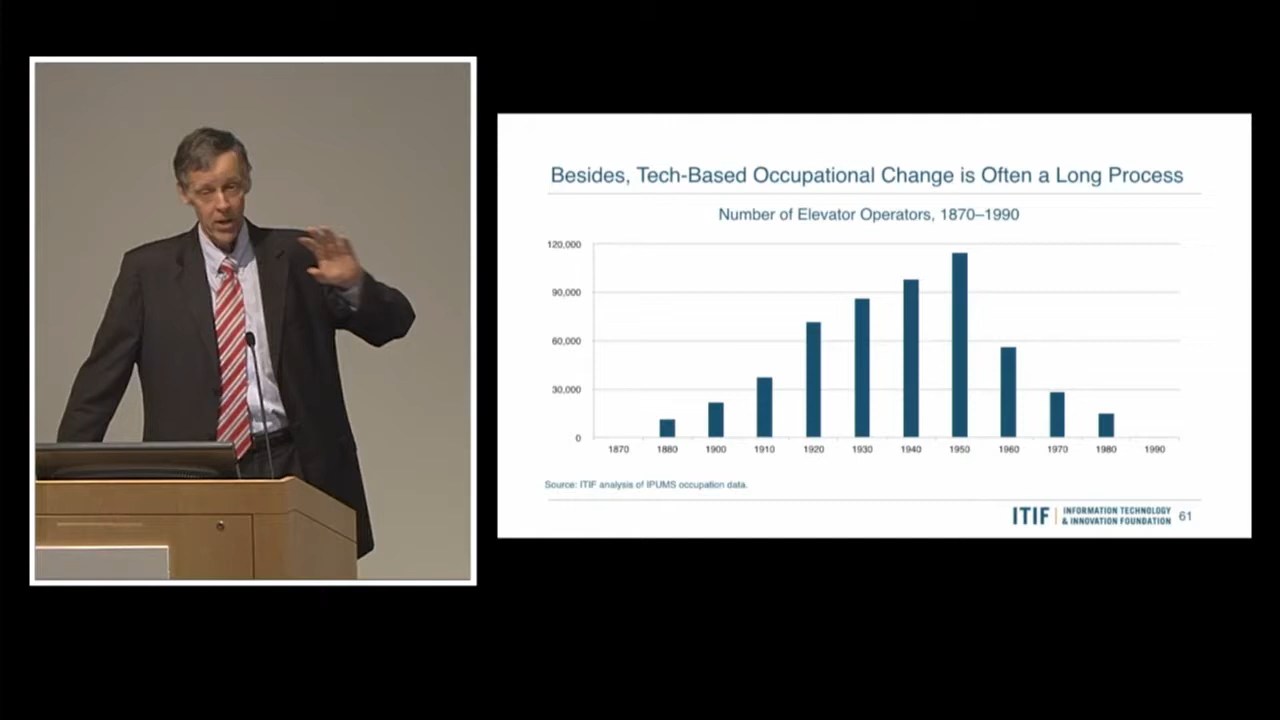 Besides, Tech-Based Occupational Change is Often a Long Process
Number of Elevator Operators, 1870–1990
120,000
90,000
60,000
30,000
0
1870 1880 1900 1910 1920 1930 1940 1950 1960 1970 1980 1990
Source: ITIF analysis of IPUMS occupation data.
ITIF | INFORMATION TECHNOLOGY
& INNOVATION FOUNDATION 61